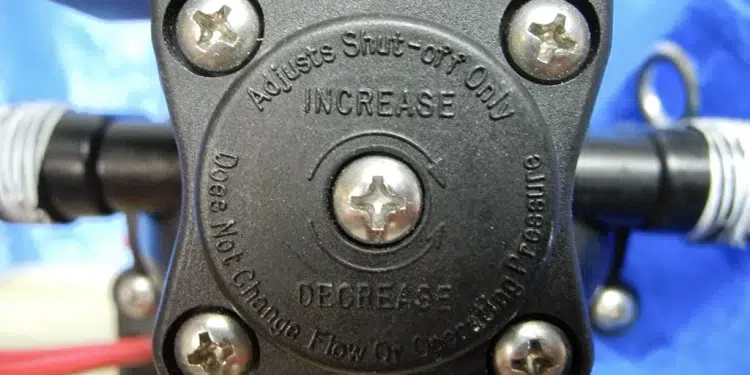 Adjusts Shut-off Only
INCREASE
DECREASE
Does Not Change Flow Or Operating Pressure